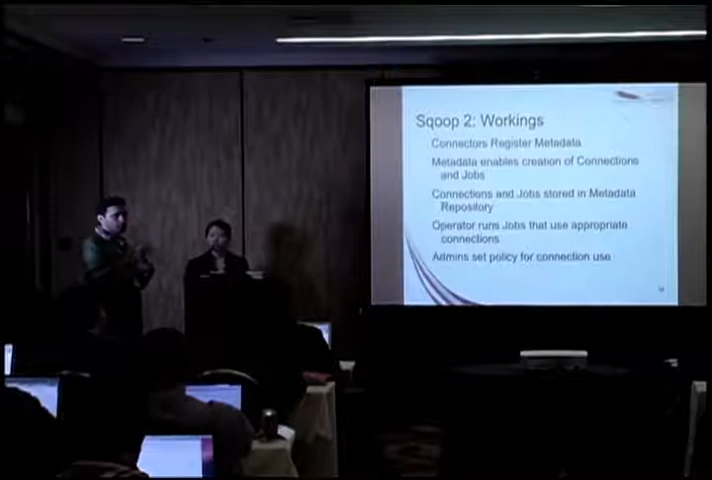 Sqoop 2: Workings
Connectors Register Metadata
Metadata enables creation of Connections
and Jobs
Connections and Jobs stored in Metadata
Repository
Operator runs Jobs that use appropriate
connections
Admins set policy for connection use